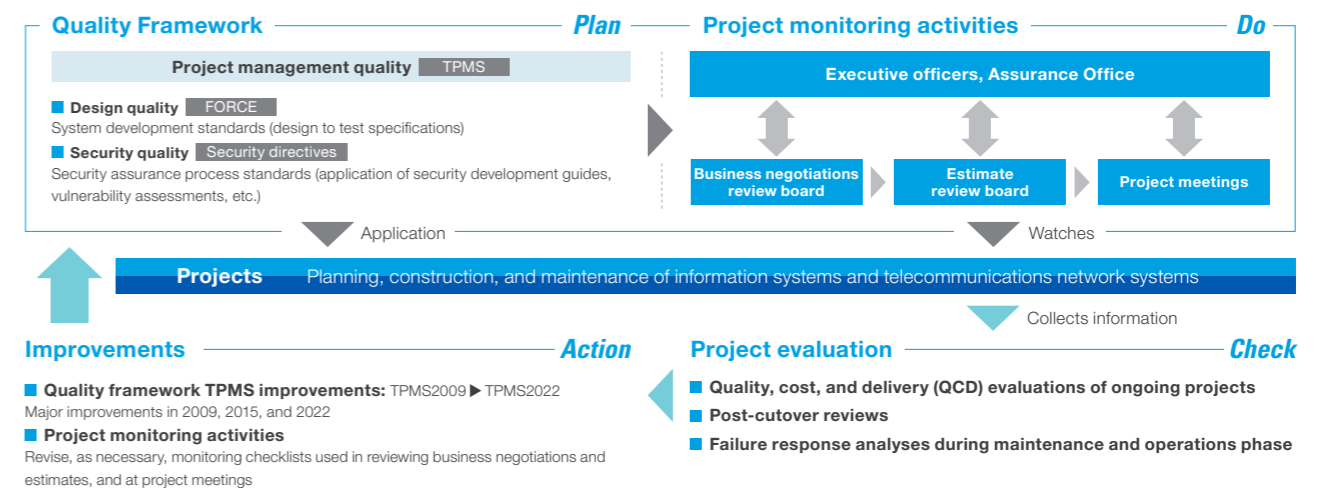 Quality Framework Plan
Project management quality TPMS
Design quality FORCE
System development standards (design to test specifications)
Security quality Security directives
Security assurance process standards (application of security development guides,
vulnerability assessments, etc.)
Project monitoring activities Do
Executive officers, Assurance Office
Business negotiations
review board
Estimate
review board
Project meetings
Application
Watches
Projects Planning, construction, and maintenance of information systems and telecommunications network systems
Collects information
Improvements Action
Quality framework TPMS improvements: TPMS2009 ▶ TPMS2022
Major improvements in 2009, 2015, and 2022
Project monitoring activities
Revise, as necessary, monitoring checklists used in reviewing business negotiations and
estimates, and at project meetings
Project evaluation Check
Quality, cost, and delivery (QCD) evaluations of ongoing projects
Post-cutover reviews
Failure response analyses during maintenance and operations phase